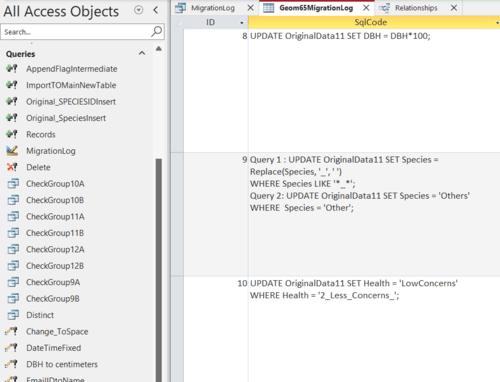 All Access Objects
Search...
Queries
AppendFlagIntermediate
ImportTOMainNewTable
Original_SPECIESIDInsert
Original_SpeciesInsert
Records
MigrationLog
Delete
CheckGroup10A
CheckGroup10B
CheckGroup11A
CheckGroup11B
CheckGroup12A
CheckGroup12B
CheckGroup9A
CheckGroup9B
Distinct
Change_ToSpace
DateTimeFixed
DBH to centimeters
EmailIDtoName
MigrationLog
Geom65MigrationLog
Relationships
ID
SqlCode
8 UPDATE OriginalData11 SET DBH = DBH*100;
9 Query 1 : UPDATE OriginalData11 SET Species =
Replace(Species, '_', ' ')
WHERE Species LIKE '*_*';
Query 2: UPDATE OriginalData11 SET Species = 'Others'
WHERE  Species = 'Other';
10 UPDATE OriginalData11 SET Health = 'LowConcerns'
WHERE Health = '2_Less_Concerns_';